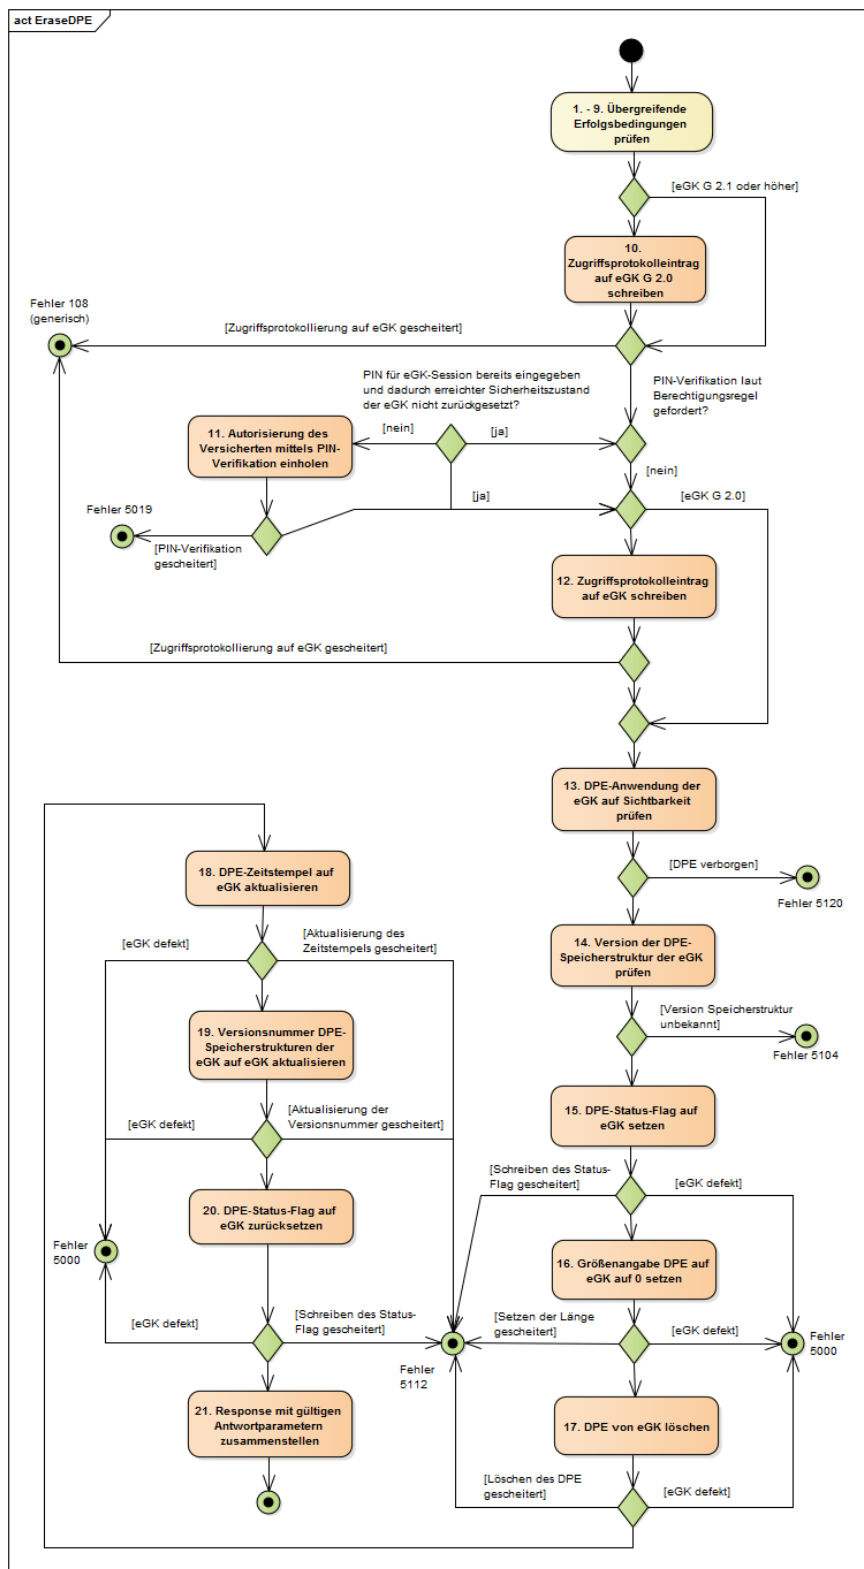 act EraseDPE
1. - 9. Übergreifende
Erfolgsbedingungen
prüfen
[eGK G 2.1 oder höher]
10.
Zugriffsprotokolleintrag
auf eGK G 2.0
schreiben
Fehler 108
(generisch)
[Zugriffsprotokollierung auf eGK gescheitert]
PIN für eGK-Session bereits eingegeben
und dadurch erreichter Sicherheitszustand
der eGK nicht zurückgesetzt?
PIN-Verifikation laut
Berechtigungsregel
gefordert?
11. Autorisierung des
Versicherten mittels PIN-
Verifikation einholen
[nein]
[ja]
[nein]
Fehler 5019
[ja]
[eGK G 2.0]
[PIN-Verifikation
gescheitert]
12. Zugriffsprotokolleintrag
auf eGK schreiben
[Zugriffsprotokollierung auf eGK gescheitert]
13. DPE-Anwendung der
eGK auf Sichtbarkeit
prüfen
[DPE verborgen]
Fehler 5120
14. Version der DPE-
Speicherstruktur der eGK
prüfen
[Version Speicherstruktur
unbekannt]
Fehler 5104
15. DPE-Status-Flag auf
eGK setzen
[Schreiben des Status-
Flag gescheitert]
[eGK defekt]
16. Größenangabe DPE auf
eGK auf 0 setzen
[Setzen der Länge
gescheitert]
[eGK defekt]
Fehler
5000
Fehler
5112
17. DPE von eGK löschen
[Löschen des DPE
gescheitert]
[eGK defekt]
18. DPE-Zeitstempel auf
eGK aktualisieren
[eGK defekt]
[Aktualisierung des
Zeitstempels gescheitert]
19. Versionsnummer DPE-
Speicherstrukturen der
eGK auf eGK aktualisieren
[eGK defekt]
[Aktualisierung der
Versionsnummer gescheitert]
20. DPE-Status-Flag auf
eGK zurücksetzen
Fehler
5000
[eGK defekt]
[Schreiben des Status-
Flag gescheitert]
21. Response mit gültigen
Antwortparametern
zusammenstellen